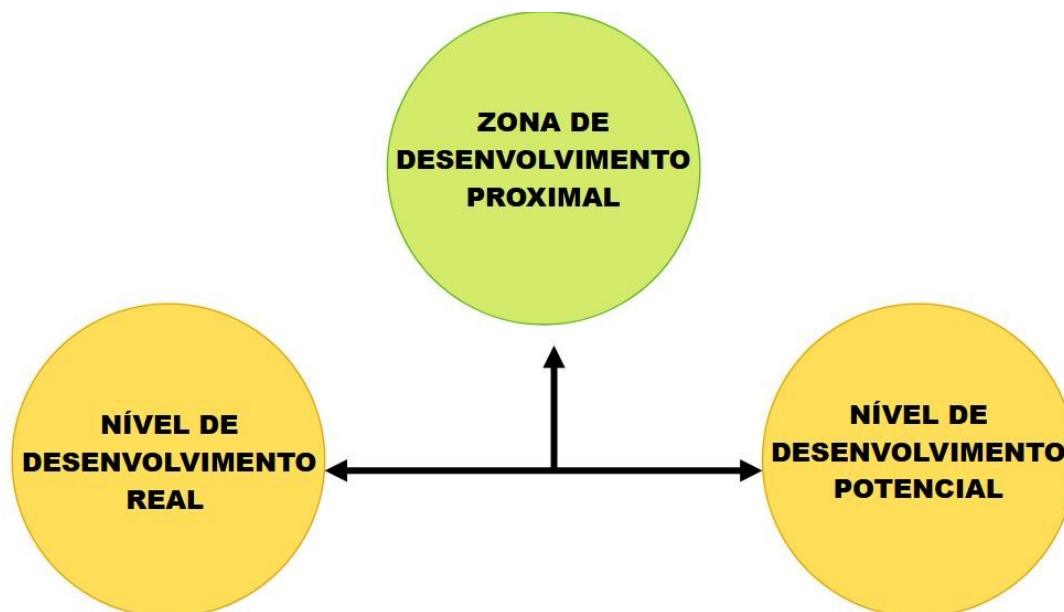 ZONA DE
DESENVOLVIMENTO
PROXIMAL
NÍVEL DE
DESENVOLVIMENTO
REAL
NÍVEL DE
DESENVOLVIMENTO
POTENCIAL